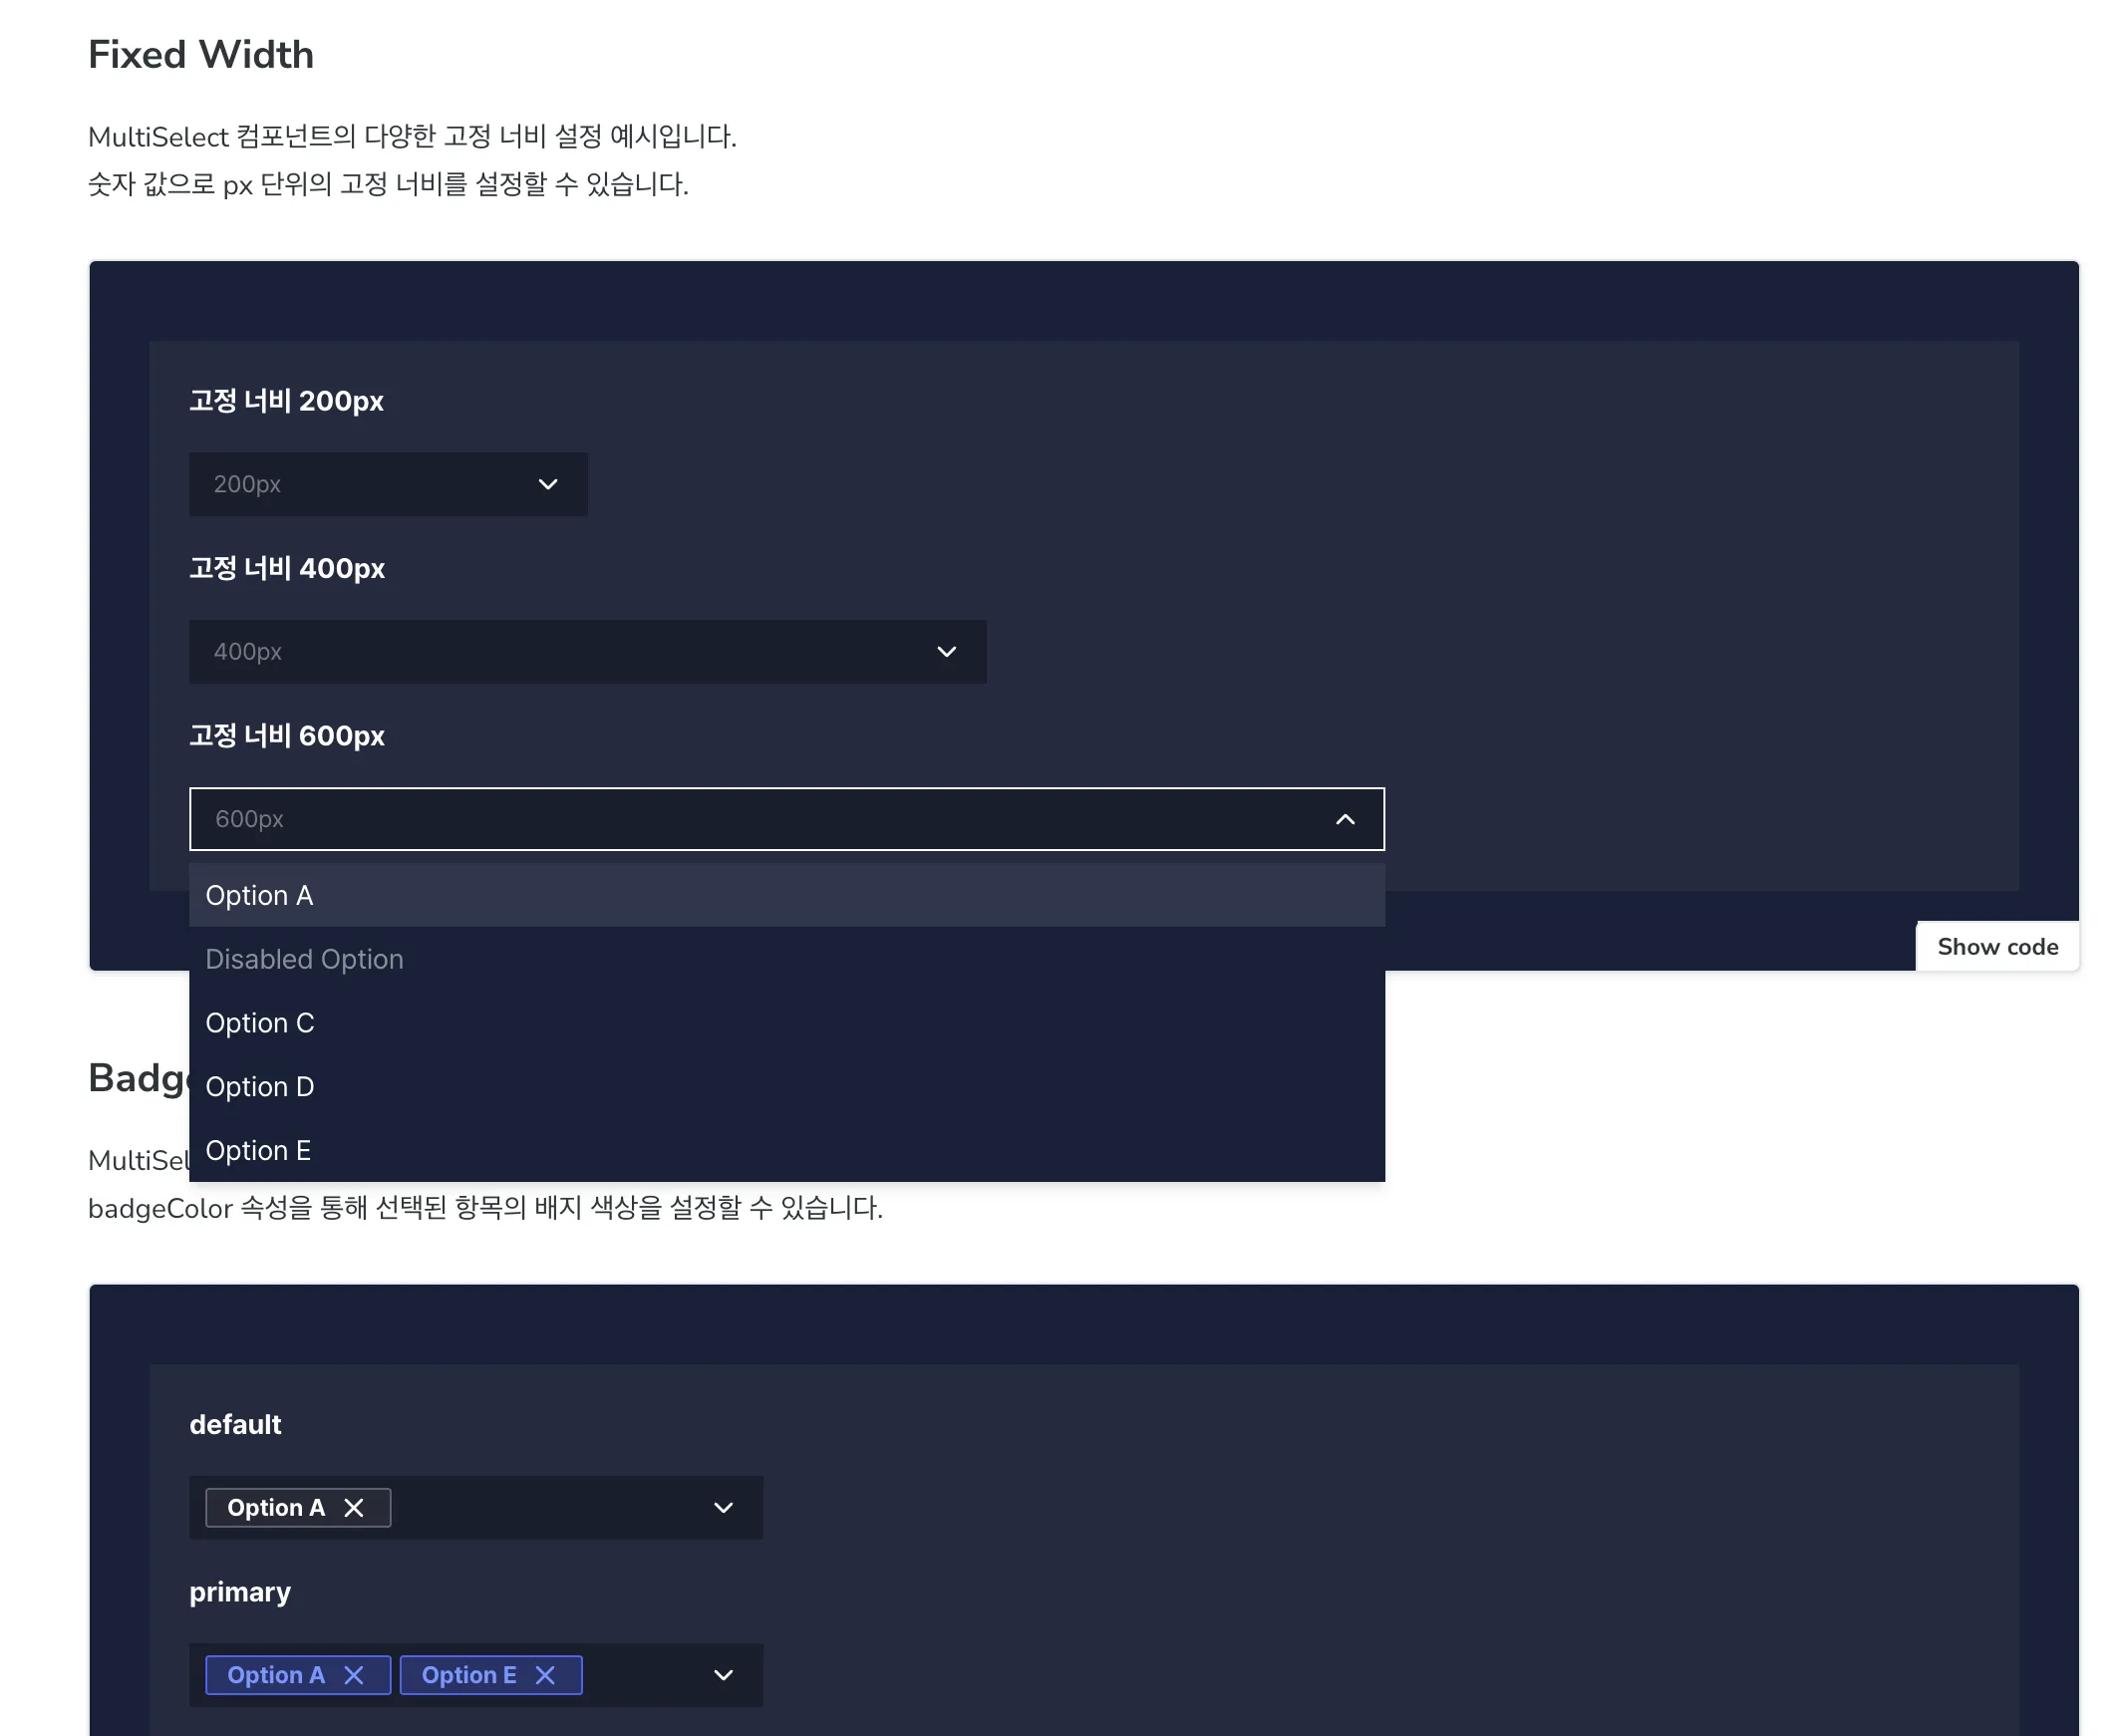 Fixed Width
MultiSelect 컴포넌트의 다양한 고정 너비 설정 예시입니다.
숫자 값으로 px 단위의 고정 너비를 설정할 수 있습니다.
고정 너비 200px
200px
고정 너비 400px
400px
고정 너비 600px
600px
Option A
Disabled Option
Show code
Option C
Badge
Option D
Option E
MultiSel
badgeColor 속성을 통해 선택된 항목의 배지 색상을 설정할 수 있습니다.
default
Option A
primary
Option A Option E